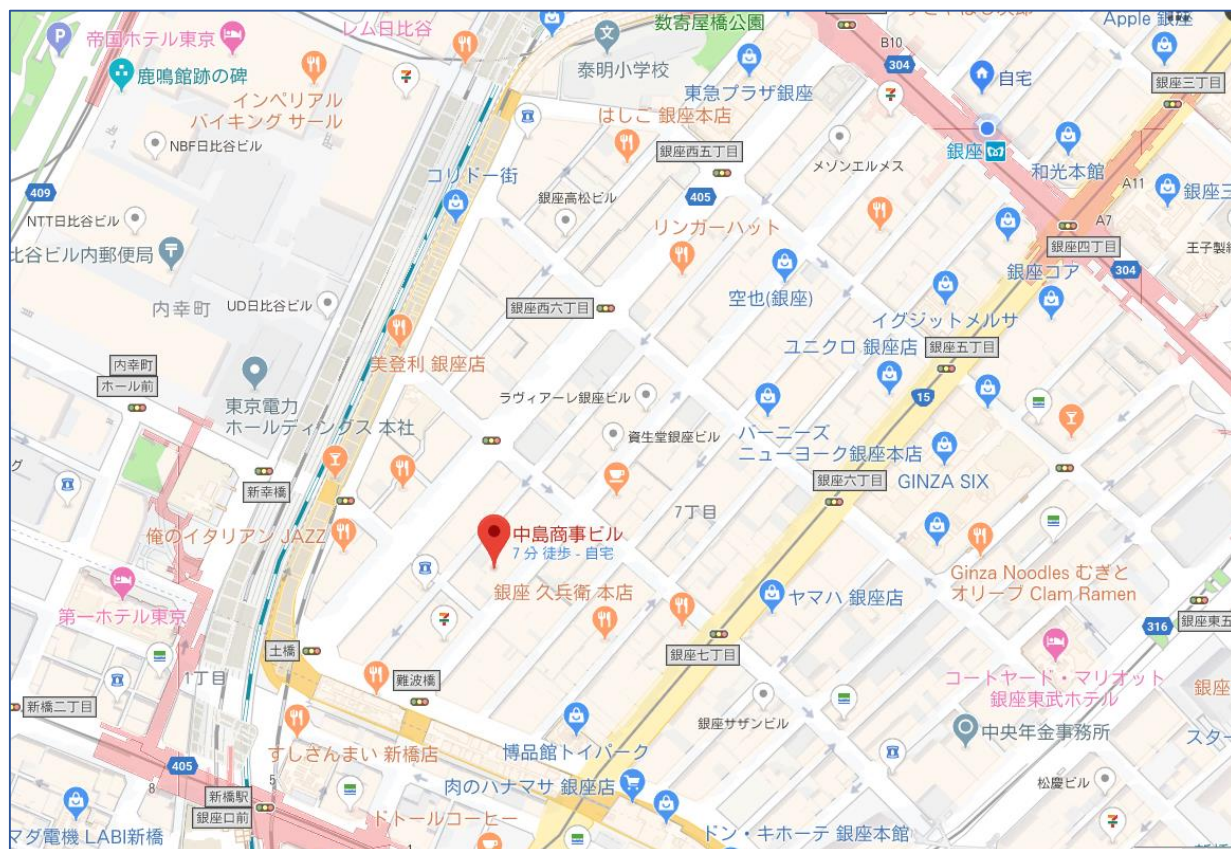 帝国ホテル東京
鹿鳴館跡の碑
レム日比谷
インペリアル
バイキング サール
NBF日比谷ビル
409
NTT日比谷ビル
比谷ビル内郵便局
内幸町
UD日比谷ビル
数寄屋橋公園
文
泰明小学校
はしご 銀座本店
東急プラザ銀座
B10
304
自宅
Apple 銀座
銀座三丁目
銀座西五丁目
メゾンエルメス
銀座
和光本館
A11
銀座三
A7
コリドー街
銀座高松ビル
405
リンガーハット
銀座四丁目
304
銀座コア
空也(銀座)
イグジットメルサ
銀座西六丁目
ユニクロ 銀座店
銀座五丁目
15
美登利 銀座店
内幸町
ホール前
東京電力
ホールディングス 本社
ラヴィアーレ銀座ビル
資生堂銀座ビル
バーニーズ
ニューヨーク銀座本店
銀座六丁目
GINZA SIX
グ
新幸橋
俺のイタリアン JAZZ
7丁目
中島商事ビル
7 分 徒歩 - 自宅
銀座 久兵衛 本店
ヤマハ 銀座店
Ginza Noodles むぎと
オリーブ Clam Ramen
316
銀座東五
第一ホテル東京
土橋
銀座七丁目
コートヤード・マリオット
銀座東武ホテル
銀座
1丁目
難波橋
新橋二丁目
銀座サザンビル
中央年金事務所
スター
すしざんまい 新橋店
博品館トイパーク
405
8
5
肉のハナマサ 銀座店
松慶ビル
新橋駅
銀座口前
マダ電機 LABI新橋
ドトールコーヒー
ドン・キホーテ 銀座本館
1